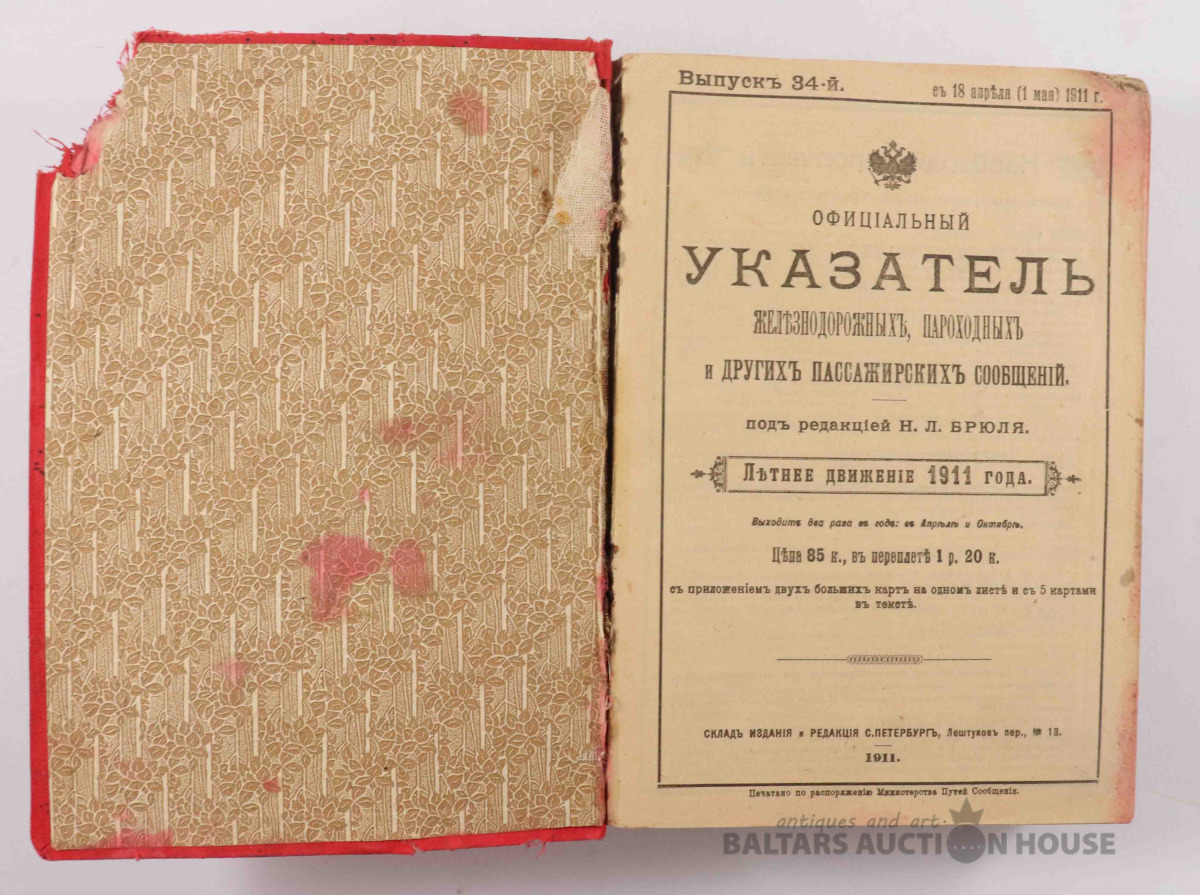 Выпускъ 34-й.
съ 18 апрѣля (1 мая) 1911 г.
ОФИЦІАЛЬНЫЙ
УКАЗАТЕЛЬ
ЖЕЛѢЗНОДОРОЖНЫХЪ, ПАРОХОДНЫХЪ
и ДРУГИХЪ ПАССАЖИРСКИХЪ СООБЩЕНІЙ.
подъ редакціей Н. Л. БРЮЛЯ.
ЛѢТНЕЕ ДВИЖЕНІЕ 1911 ГОДА.
Выходитъ два раза въ годъ: въ Апрѣлѣ и Октябрѣ.
Цѣна 85 к., въ переплетѣ 1 р. 20 к.
съ приложеніемъ двухъ большихъ картъ на одномъ листѣ и съ 5 картами
въ текстѣ.
СКЛАДЪ ИЗДАНІЯ и РЕДАКЦІЯ С.ПЕТЕРБУРГЪ, Лештуковъ пер., № 13.
1911.
Печатано по распоряженію Министерства Путей Сообщенія.
antiques and art
BALTARS AUCTION HOUSE